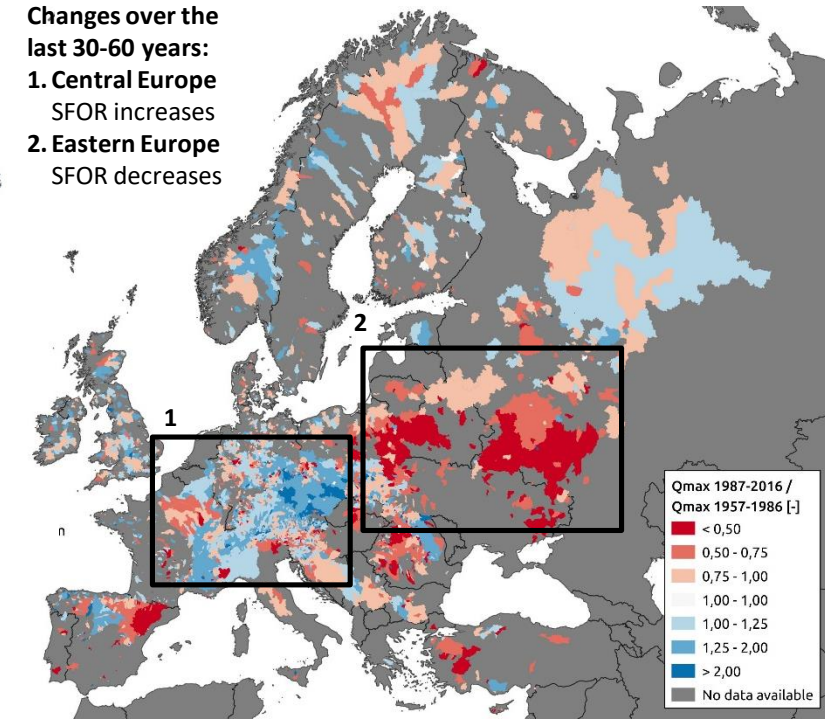 Changes over the
last 30-60 years:
1. Central Europe
SFOR increases
2. Eastern Europe
SFOR decreases
s
2
1
n
Qmax 1987-2016 /
Qmax 1957-1986 [-]
< 0,50
0,50 - 0,75
0,75 - 1,00
1,00 - 1,00
1,00 - 1,25
1,25 - 2,00
> 2,00
No data available